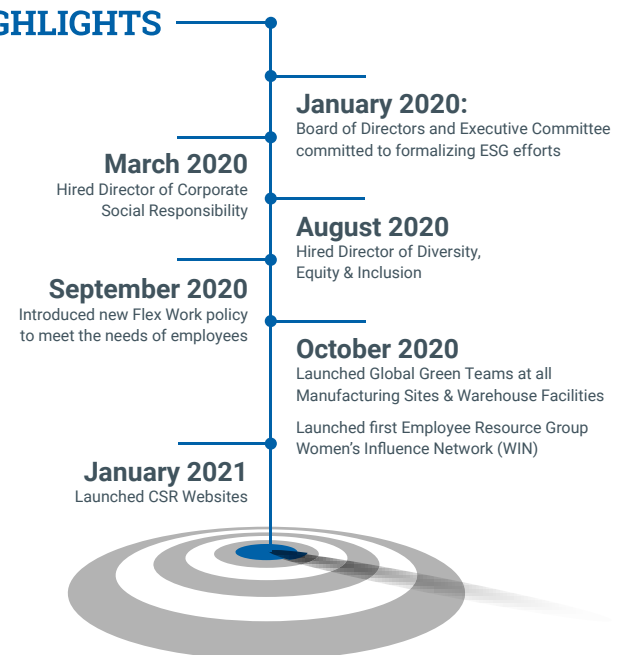 GHLIGHTS
January 2020:
Board of Directors and Executive Committee
committed to formalizing ESG efforts
March 2020
Hired Director of Corporate
Social Responsibility
August 2020
Hired Director of Diversity,
Equity & Inclusion
September 2020
Introduced new Flex Work policy
to meet the needs of employees
October 2020
Launched Global Green Teams at all
Manufacturing Sites & Warehouse Facilities
Launched first Employee Resource Group
Women's Influence Network (WIN)
January 2021
Launched CSR Websites